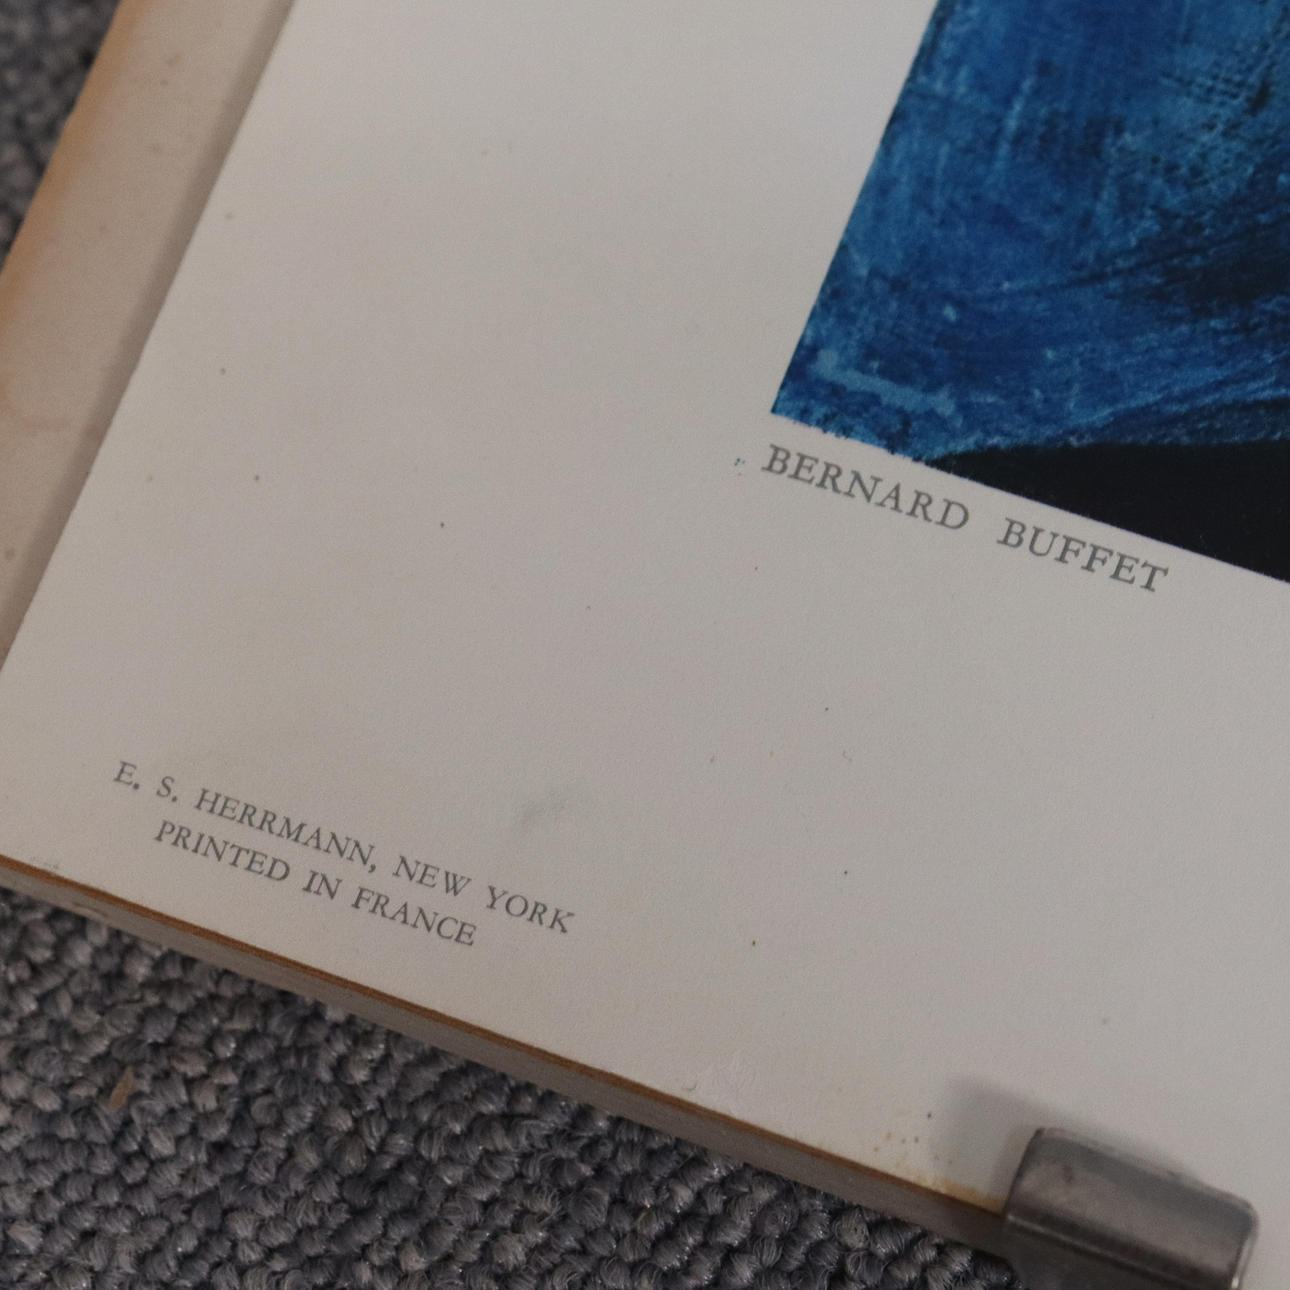 BERNARD BUFFET
E. S. HERRMANN, NEW YORK
PRINTED IN FRANCE